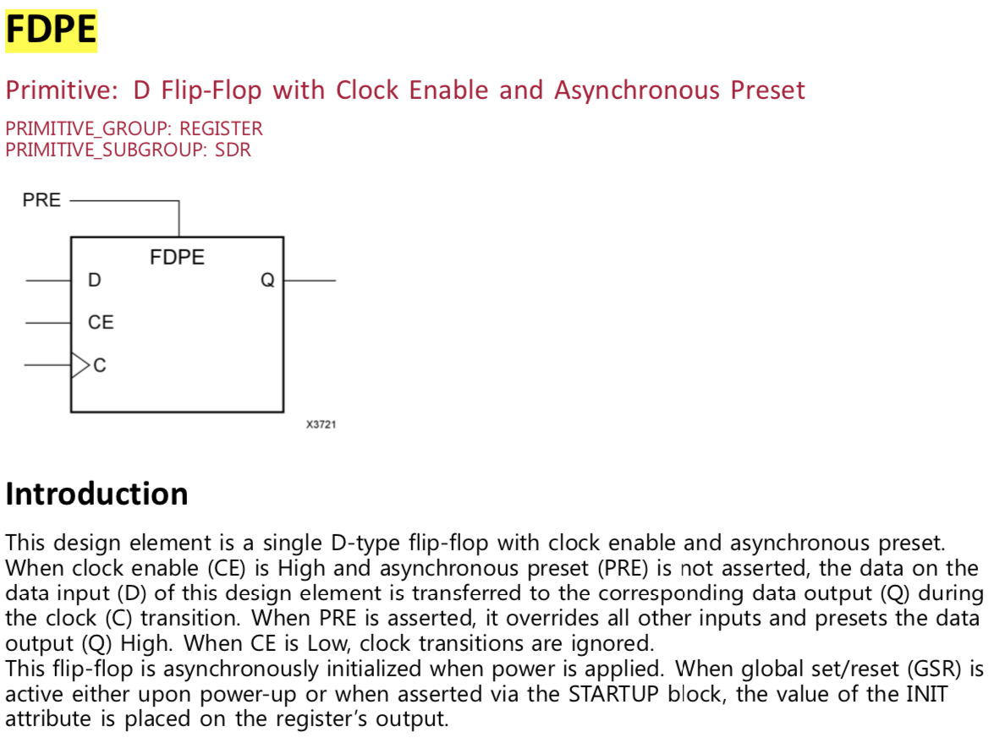 FDPE
Primitive: D Flip-Flop with Clock Enable and Asynchronous Preset
PRIMITIVE_GROUP: REGISTER
PRIMITIVE_SUBGROUP: SDR
PRE
FDPE
D
Q
CE
C
X3721
Introduction
This design element is a single D-type flip-flop with clock enable and asynchronous preset.
When clock enable (CE) is High and asynchronous preset (PRE) is not asserted, the data on the
data input (D) of this design element is transferred to the corresponding data output (Q) during
the clock (C) transition. When PRE is asserted, it overrides all other inputs and presets the data
output (Q) High. When CE is Low, clock transitions are ignored.
This flip-flop is asynchronously initialized when power is applied. When global set/reset (GSR) is
active either upon power-up or when asserted via the STARTUP block, the value of the INIT
attribute is placed on the register's output.